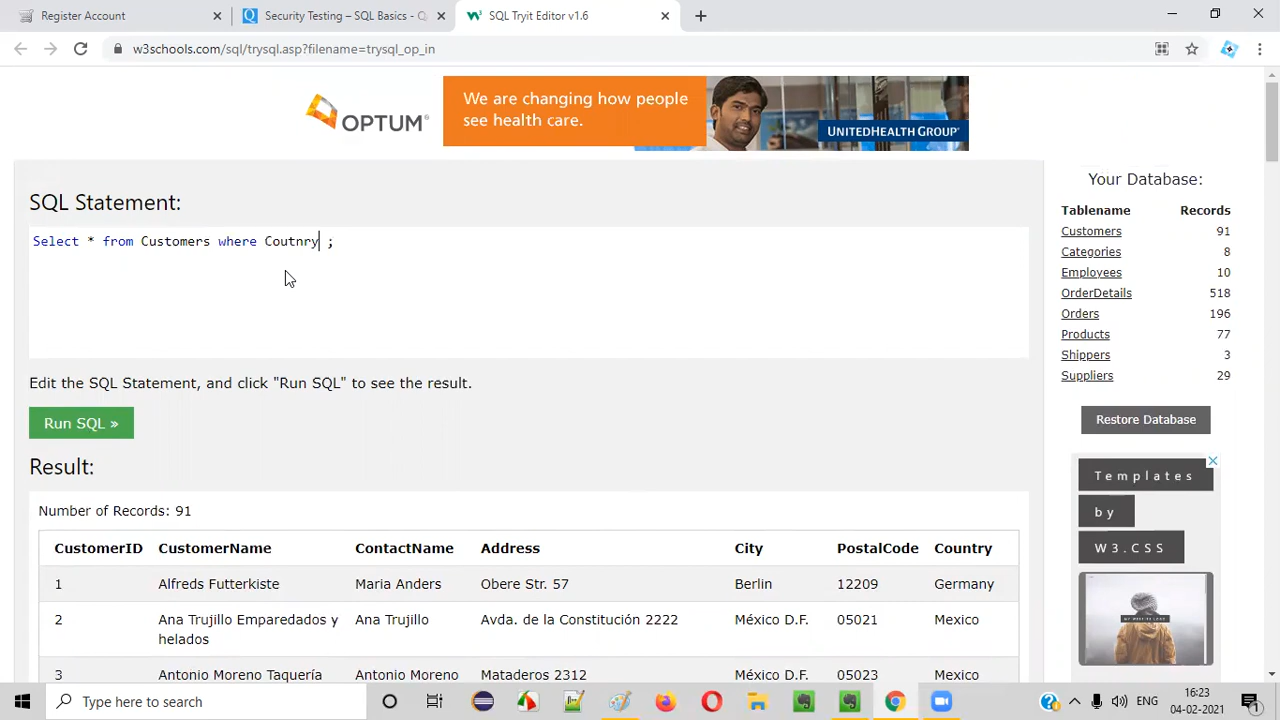 Register Account
Security Testing – SQL Basics - Q
SQL Tryit Editor v1.6
w3schools.com/sql/trysql.asp?filename=trysql_op_in
OPTUM
We are changing how people
see health care.
UNITEDHEALTH GROUP
SQL Statement:
Select * from Customers where Coutnry ;
Edit the SQL Statement, and click "Run SQL" to see the result.
Run SQL »
Result:
Number of Records: 91
CustomerID CustomerName ContactName Address City PostalCode Country
1 Alfreds Futterkiste Maria Anders Obere Str. 57 Berlin 12209 Germany
2 Ana Trujillo Emparedados y helados Ana Trujillo Avda. de la Constitución 2222 México D.F. 05021 Mexico
3 Antonio Moreno Taquería Antonio Moreno Mataderos 2312 México D.F. 05023 Mexico
Your Database:
Tablename Records
Customers 91
Categories 8
Employees 10
OrderDetails 518
Orders 196
Products 77
Shippers 3
Suppliers 29
Restore Database
Templates
by
W3.CSS
Type here to search
ENG
16:23
04-02-2021